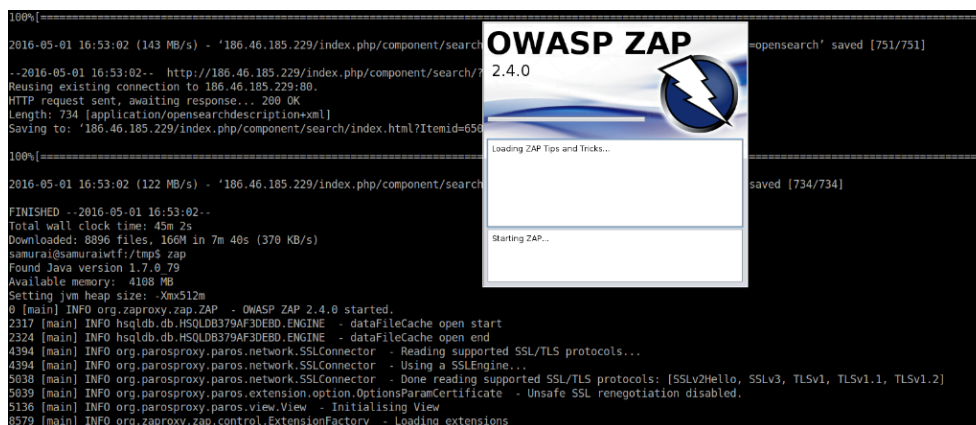 100%[======================================================================================================================================
2016-05-01 16:53:02 (143 MB/s) - ‘186.46.185.229/index.php/component/search =opensearch’ saved [751/751]
--2016-05-01 16:53:02-- http://186.46.185.229/index.php/component/search/?
Reusing existing connection to 186.46.185.229:80.
HTTP request sent, awaiting response... 200 OK
Length: 734 [application/opensearchdescription+xml]
Saving to: ‘186.46.185.229/index.php/component/search/index.html?Itemid=650
100%[======================================================================================================================================
2016-05-01 16:53:02 (122 MB/s) - ‘186.46.185.229/index.php/component/search saved [734/734]
FINISHED --2016-05-01 16:53:02--
Total wall clock time: 45m 2s
Downloaded: 8896 files, 166M in 7m 40s (370 KB/s)
samurai@samuraiwtf:/tmp$ zap
Found Java version 1.7.0_79
Available memory: 4108 MB
Setting jvm heap size: -Xmx512m
0 [main] INFO org.zaproxy.zap.ZAP - OWASP ZAP 2.4.0 started.
2317 [main] INFO hsqldb.db.HSQLDB379AF3DEBD.ENGINE - dataFileCache open start
2324 [main] INFO hsqldb.db.HSQLDB379AF3DEBD.ENGINE - dataFileCache open end
4394 [main] INFO org.parosproxy.paros.network.SSLConnector - Reading supported SSL/TLS protocols...
4394 [main] INFO org.parosproxy.paros.network.SSLConnector - Using a SSLEngine...
5038 [main] INFO org.parosproxy.paros.network.SSLConnector - Done reading supported SSL/TLS protocols: [SSLv2Hello, SSLv3, TLSv1, TLSv1.1, TLSv1.2]
5039 [main] INFO org.parosproxy.paros.extension.option.OptionsParamCertificate - Unsafe SSL renegotiation disabled.
5136 [main] INFO org.parosproxy.paros.view.View - Initialising View
8579 [main] INFO org.zaproxy.zap.control.ExtensionFactory - Loading extensions
OWASP ZAP
2.4.0
Loading ZAP Tips and Tricks...
Starting ZAP...